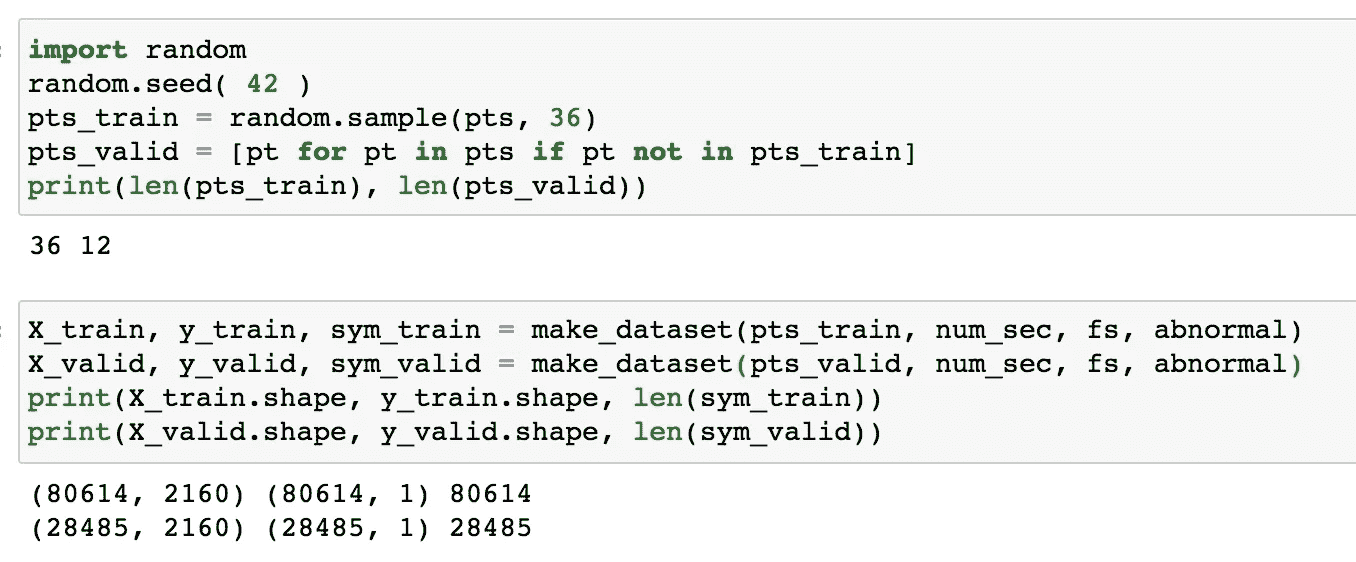 import random
random.seed( 42 )
pts_train = random.sample(pts, 36)
pts_valid = [pt for pt in pts if pt not in pts_train]
print(len(pts_train), len(pts_valid))
36 12
X_train, y_train, sym_train = make_dataset(pts_train, num_sec, fs, abnormal)
X_valid, y_valid, sym_valid = make_dataset(pts_valid, num_sec, fs, abnormal)
print(X_train.shape, y_train.shape, len(sym_train))
print(X_valid.shape, y_valid.shape, len(sym_valid))
(80614, 2160) (80614, 1) 80614
(28485, 2160) (28485, 1) 28485